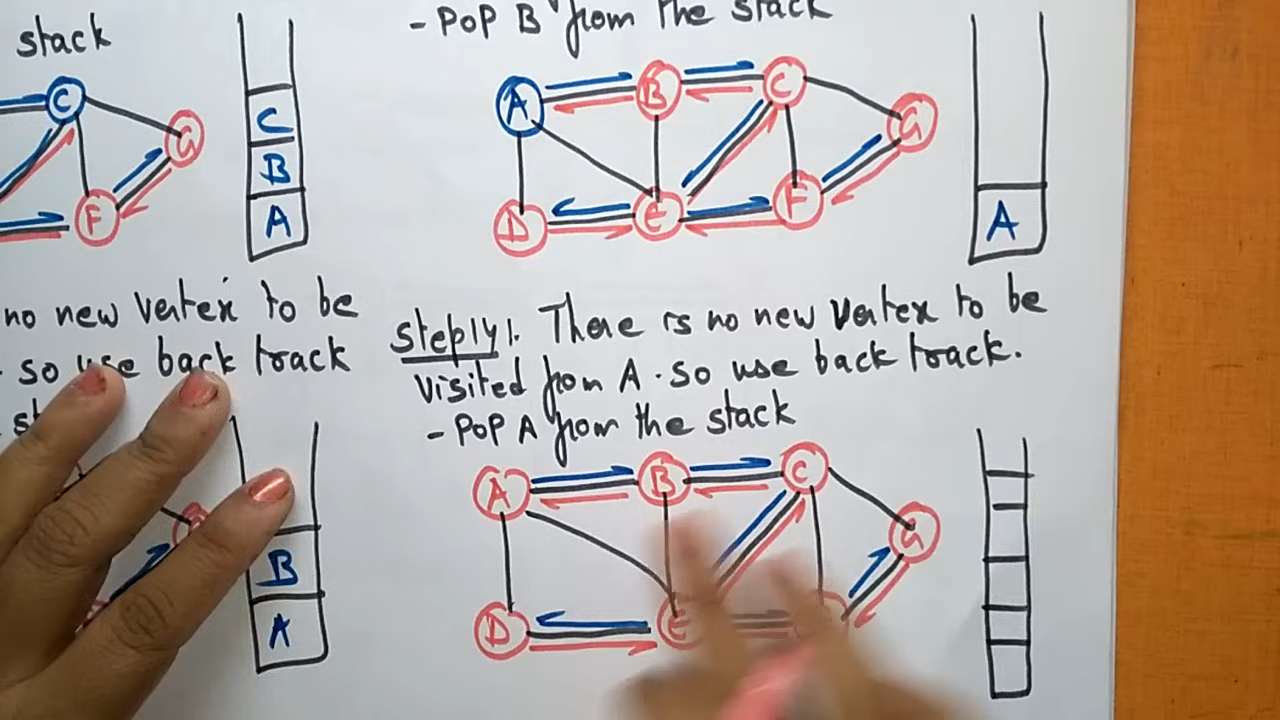 stack
C
G
F
C
B
A
no new vertex to be
so use back track
st
B
A
- POP B from the stack
A
B
C
G
D
E
F
A
Step 14:. There is no new vertex to be
visited from A. so use back track.
- POP A from the stack
A
B
C
G
D
E